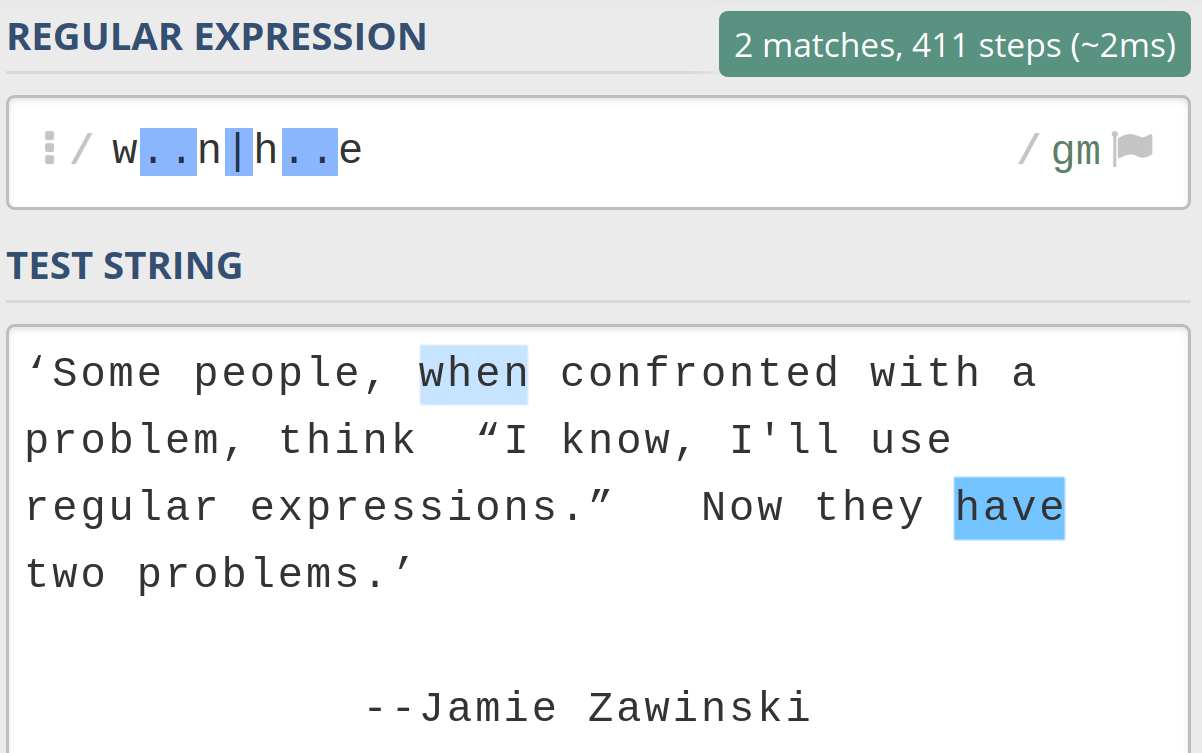 REGULAR EXPRESSION
2 matches, 411 steps (~2ms)
/ w..n|h..e / gm
TEST STRING
‘Some people, when confronted with a
problem, think  “I know, I'll use
regular expressions.”   Now they have
two problems.’
--Jamie Zawinski